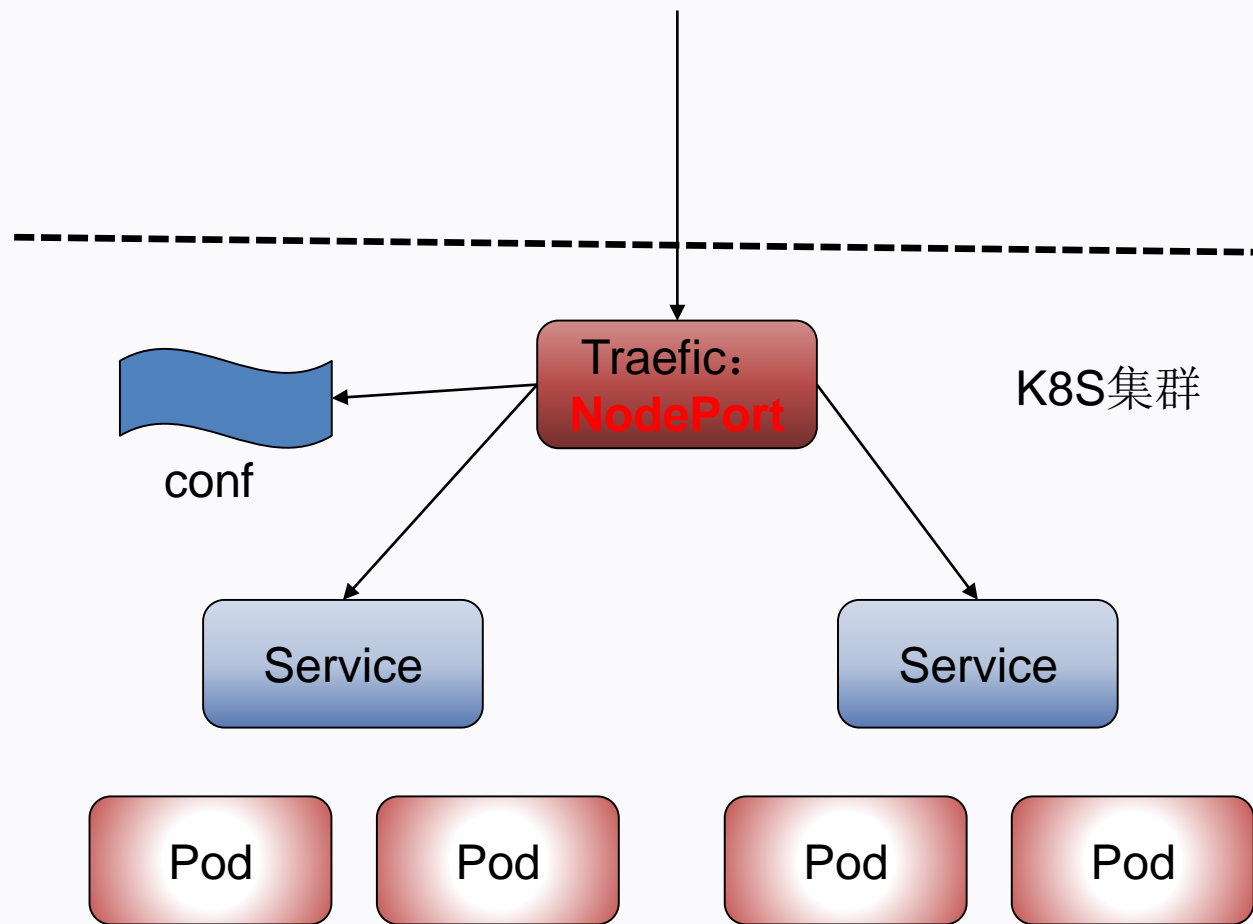 Traefic：
NodePort
K8S集群
conf
Service
Service
Pod
Pod
Pod
Pod